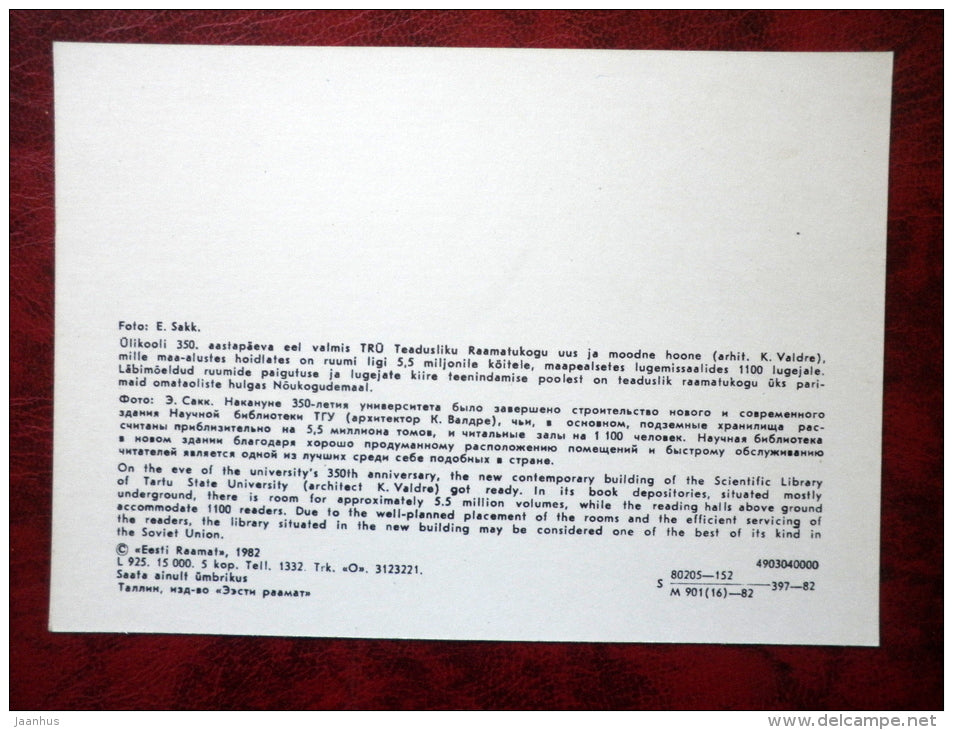 Foto: E. Sakk.
Ülikooli 350. aastapäeva eel valmis TRÜ Teadusliku Raamatukogu uus ja moodne hoone (arhit. K. Valdre),
mille maa-alustes hoidlates on ruumi ligi 5,5 miljonile köitele, maapealsetes lugemissaalides 1100 lugejale.
Läbimõeldud ruumide paigutuse ja lugejate kiire teenindamise poolest on teaduslik raamatukogu üks pari-
maid omataoliste hulgas Nõukogudemaal.
Фото: Э. Сакк. Накануне 350-летия университета было завершено строительство нового и современного
здания Научной библиотеки ТГУ (архитектор К. Валдре), чьи, в основном, подземные хранилища рас-
считаны приблизительно на 5,5 миллиона томов, и читальные залы на 1 100 человек. Научная библиотека
в новом здании благодаря хорошо продуманному расположению помещений и быстрому обслуживанию
читателей является одной из лучших среди себе подобных в стране.
On the eve of the university's 350th anniversary, the new contemporary building of the Scientific Library
of Tartu State University (architect K. Valdre) got ready. In its book depositories, situated mostly
underground, there is room for approximately 5.5 million volumes, while the reading halls above ground
accommodate 1100 readers. Due to the well-planned placement of the rooms and the efficient servicing of
the readers, the library situated in the new building may be considered one of the best of its kind in
the Soviet Union.
© «Eesti Raamat», 1982
L 925. 15 000. 5 kop. Tell. 1332. Trk. «O». 3123221.
Saata ainult ümbrikus
Таллин, изд-во «Ээсти раамат»
4903040000
S 80205—152 —397—82
M 901(16)—82
jaanhus
www.delcampe.net